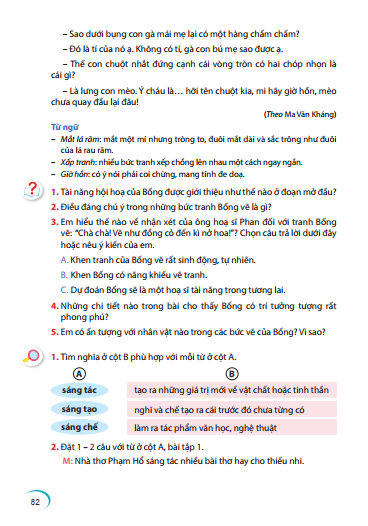 – Sao dưới bụng con gà mái mẹ lại có một hàng chấm chấm?
– Đó là tí của nó ạ. Không có tí, gà con bú mẹ sao được ạ.
– Thế con chuột nhắt đứng cạnh cái vòng tròn có hai chóp nhọn là
cái gì?
– Là lưng con mèo. Ý cháu là… hỡi tên chuột kia, mi hãy giờ hồn, mèo
chưa quay đầu lại đâu!
(Theo Ma Văn Kháng)
Từ ngữ
– Mắt lá răm: mắt một mí nhưng tròng to, đuôi mắt dài và sắc trông như đuôi
của lá rau răm.
– Xấp tranh: nhiều bức tranh xếp chồng lên nhau một cách ngay ngắn.
– Giờ hồn: có ý nói phải coi chừng, mang tính đe doạ.
?
1. Tài năng hội hoạ của Bống được giới thiệu như thế nào ở đoạn mở đầu?
2. Điều đáng chú ý trong những bức tranh Bống vẽ là gì?
3. Em hiểu thế nào về nhận xét của ông hoạ sĩ Phan đối với tranh Bống
vẽ: “Chà chà! Vẽ như đồng cỏ đến kì nở hoa!”? Chọn câu trả lời dưới đây
hoặc nêu ý kiến của em.
A. Khen tranh của Bống vẽ rất sinh động, tự nhiên.
B. Khen Bống có năng khiếu vẽ tranh.
C. Dự đoán Bống sẽ là một hoạ sĩ tài năng trong tương lai.
4. Những chi tiết nào trong bài cho thấy Bống có trí tưởng tượng rất
phong phú?
5. Em có ấn tượng với nhân vật nào trong các bức vẽ của Bống? Vì sao?
1. Tìm nghĩa ở cột B phù hợp với mỗi từ ở cột A.
A B
sáng tác tạo ra những giá trị mới về vật chất hoặc tinh thần
sáng tạo nghĩ và chế tạo ra cái trước đó chưa từng có
sáng chế làm ra tác phẩm văn học, nghệ thuật
2. Đặt 1 – 2 câu với từ ở cột A, bài tập 1.
M: Nhà thơ Phạm Hổ sáng tác nhiều bài thơ hay cho thiếu nhi.
82